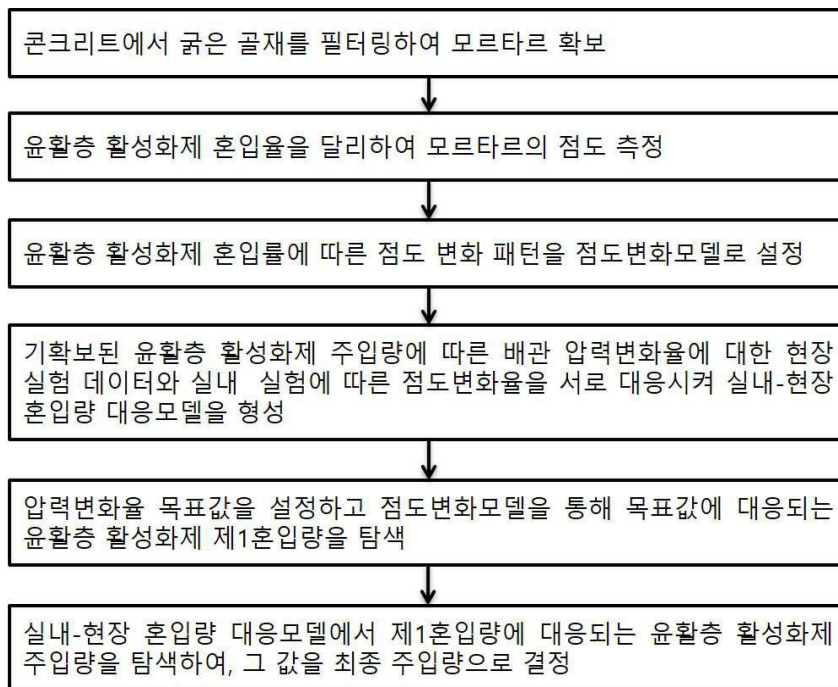 콘크리트에서 굵은 골재를 필터링하여 모르타르 확보
윤활층 활성화제 혼입율을 달리하여 모르타르의 점도 측정
윤활층 활성화제 혼입률에 따른 점도 변화 패턴을 점도변화모델로 설정
기확보된 윤활층 활성화제 주입량에 따른 배관 압력변화율에 대한 현장
실험 데이터와 실내 실험에 따른 점도변화율을 서로 대응시켜 실내-현장
혼입량 대응모델을 형성
압력변화율 목표값을 설정하고 점도변화모델을 통해 목표값에 대응되는
윤활층 활성화제 제1혼입량을 탐색
실내-현장 혼입량 대응모델에서 제1혼입량에 대응되는 윤활층 활성화제
주입량을 탐색하여, 그 값을 최종 주입량으로 결정